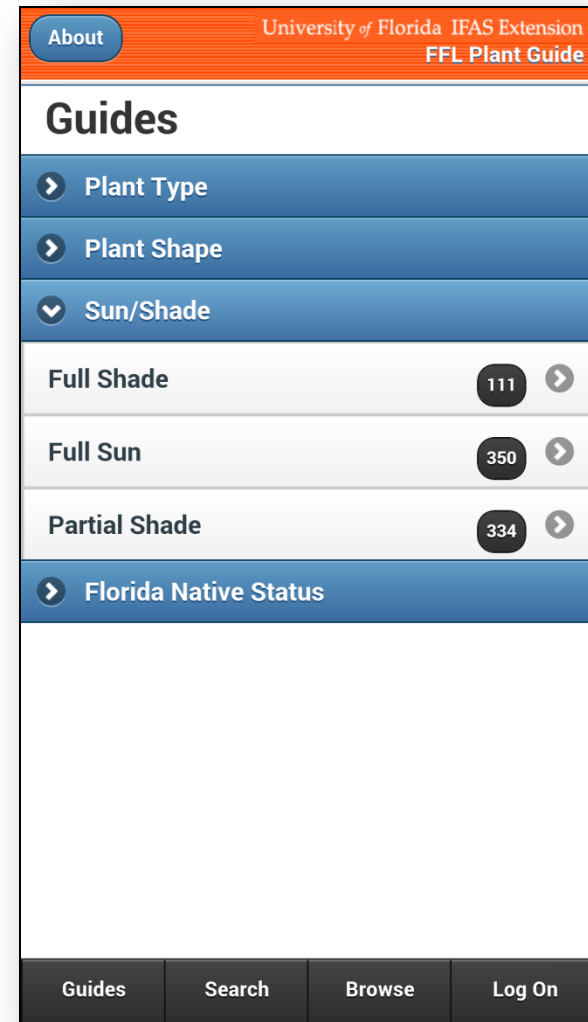 About
University of Florida IFAS Extension
FFL Plant Guide
Guides
Plant Type
Plant Shape
Sun/Shade
Full Shade 111
Full Sun 350
Partial Shade 334
Florida Native Status
Guides Search Browse Log On